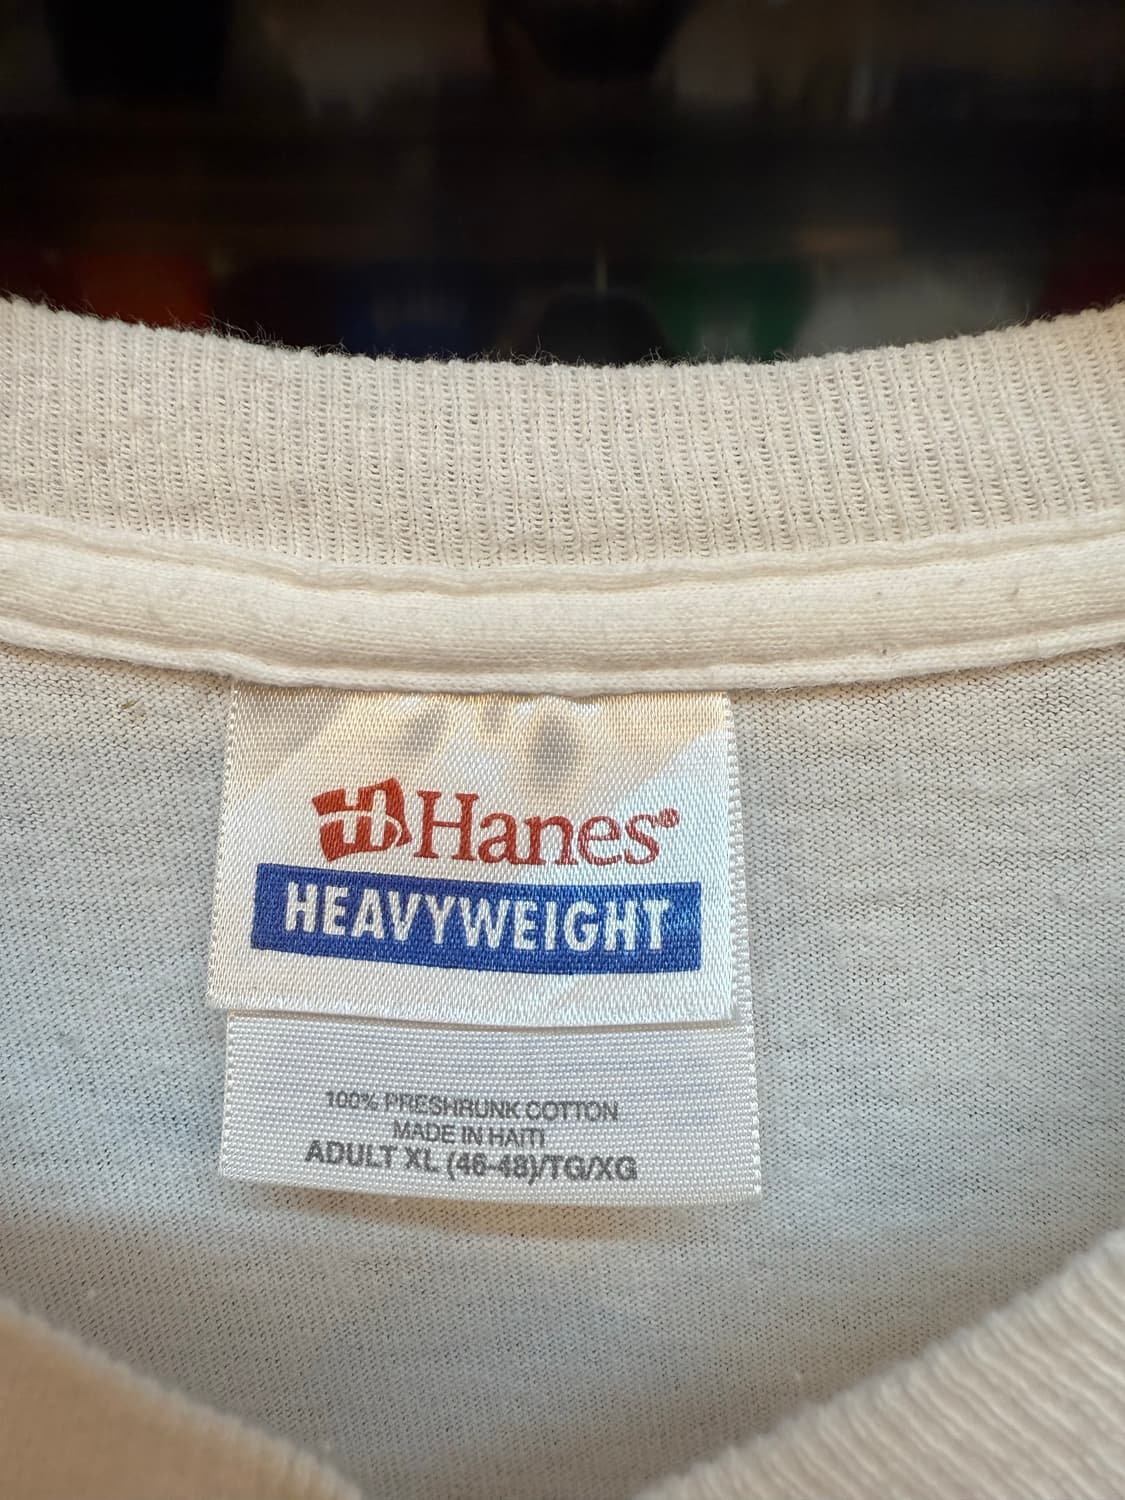 Hanes®
HEAVYWEIGHT
100% PRESHRUNK COTTON
MADE IN HAITI
ADULT XL (46-48)/TG/XG